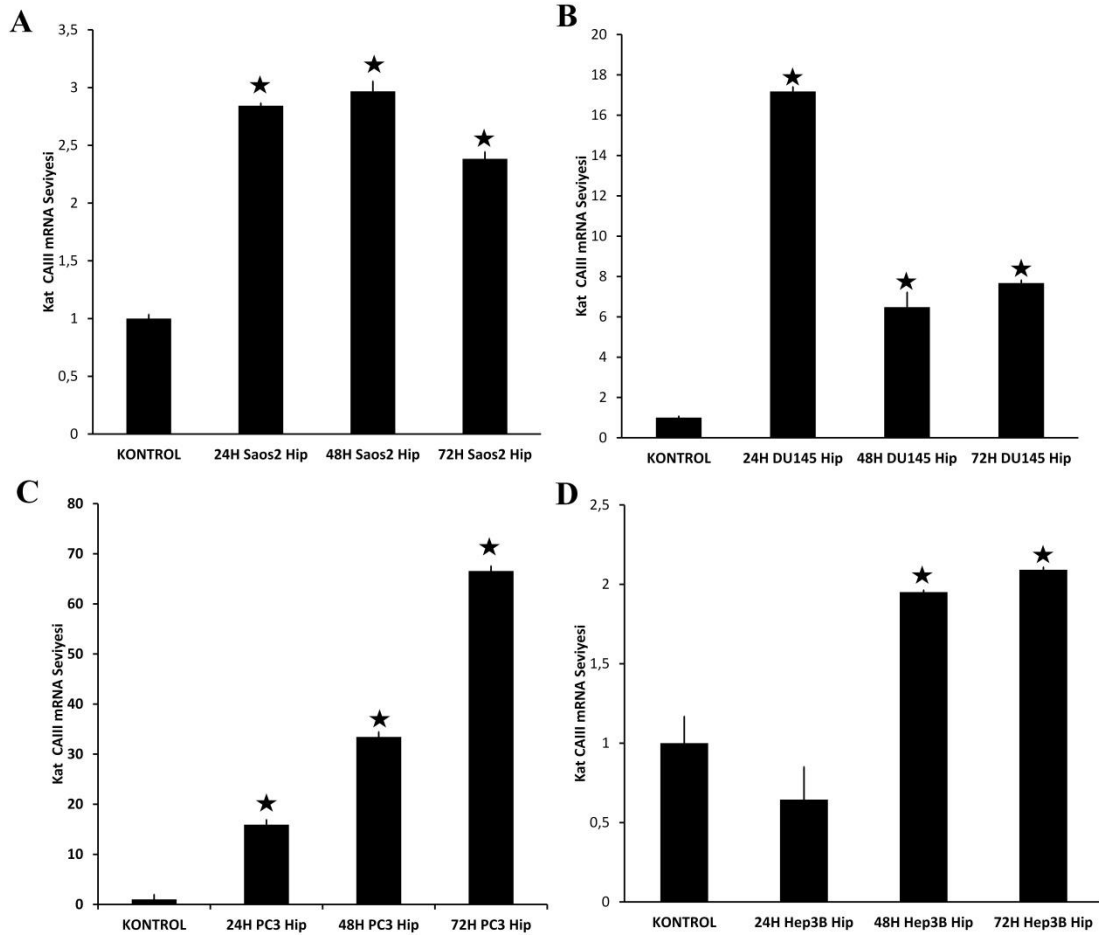 A
Kat CAIII mRNA Seviyesi
3,5
3
2,5
2
1,5
1
0,5
0
KONTROL 24H Saos2 Hip 48H Saos2 Hip 72H Saos2 Hip
B
Kat CAIII mRNA Seviyesi
20
18
16
14
12
10
8
6
4
2
0
KONTROL 24H DU145 Hip 48H DU145 Hip 72H DU145 Hip
C
Kat CAIII mRNA Seviyesi
80
70
60
50
40
30
20
10
0
KONTROL 24H PC3 Hip 48H PC3 Hip 72H PC3 Hip
D
Kat CAIII mRNA Seviyesi
2,5
2
1,5
1
0,5
0
KONTROL 24H Hep3B Hip 48H Hep3B Hip 72H Hep3B Hip